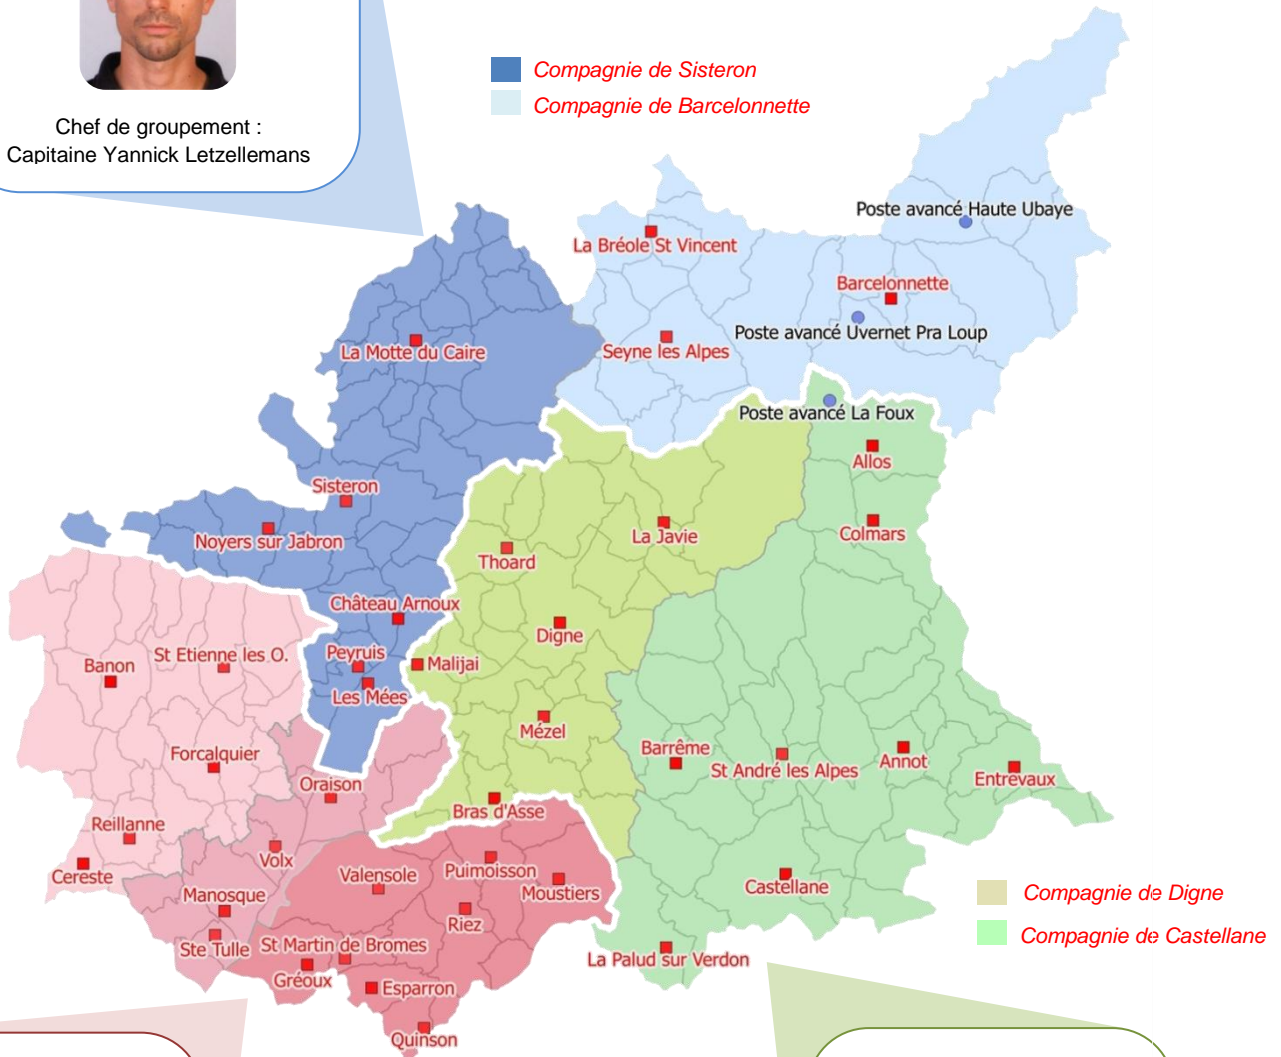 Compagnie de Sisteron
Compagnie de Barcelonnette
Chef de groupement :
Capitaine Yannick Letzellemans
Poste avancé Haute Ubaye
La Bréole St Vincent
Barcelonnette
Poste avancé Uvernet Pra Loup
La Motte du Caire
Seyne les Alpes
Poste avancé La Foux
Allos
Sisteron
Noyers sur Jabron
La Javie
Colmars
Thoard
Château Arnoux
Digne
Peyruis
Malijai
Banon
St Etienne les O.
Les Mées
Mézel
Forcalquier
Barrême
St André les Alpes
Annot
Entrevaux
Oraison
Bras d'Asse
Reillanne
Volx
Cereste
Valensole
Puimoisson
Moustiers
Castellane
Manosque
Riez
Compagnie de Digne
Compagnie de Castellane
Ste Tulle
St Martin de Bromes
La Palud sur Verdon
Gréoux
Esparron
Quinson